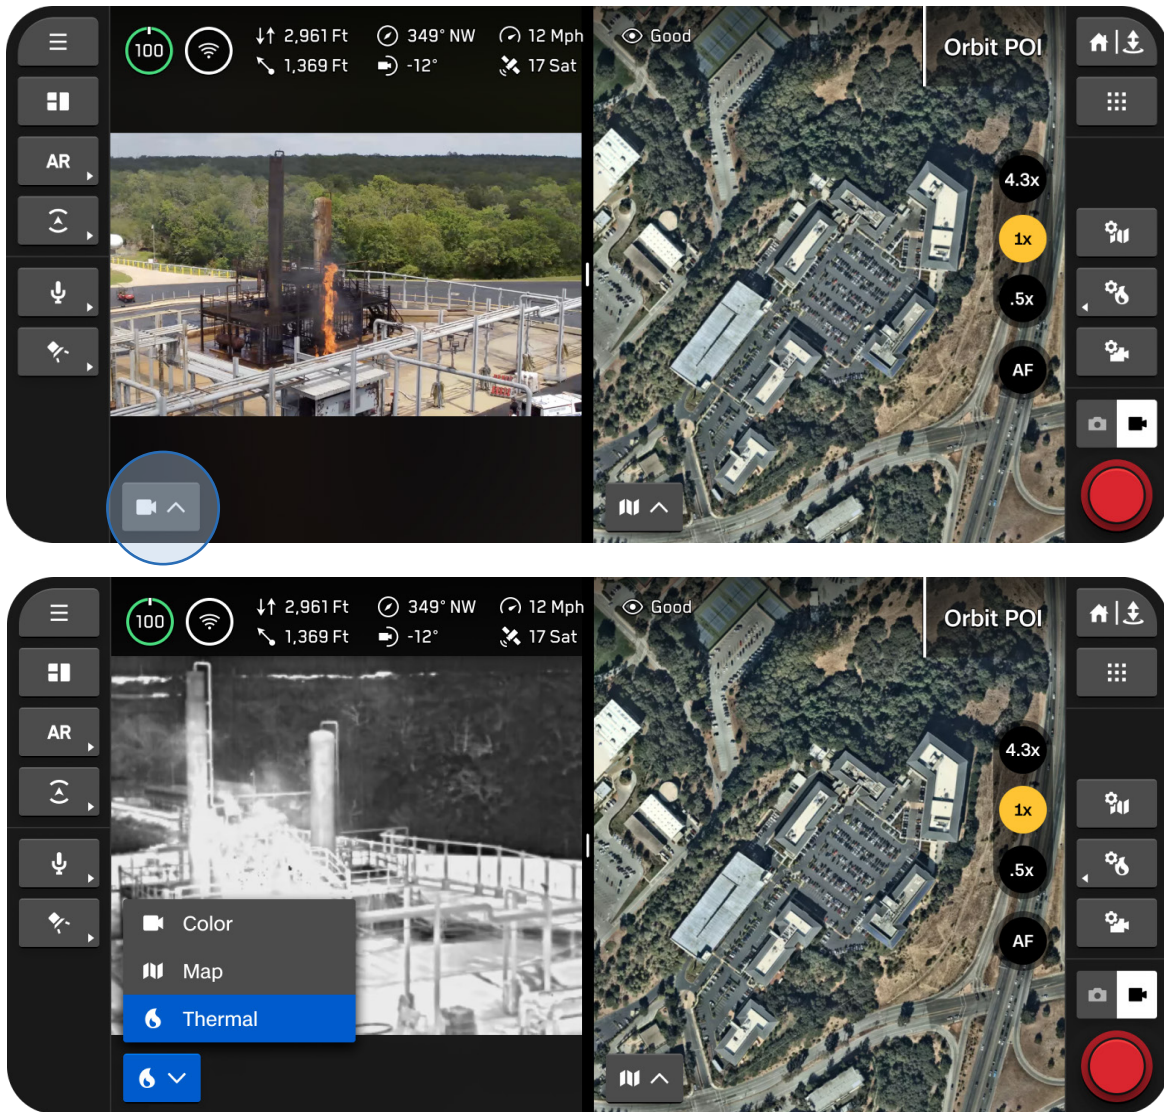 100
2,961 Ft
349° NW
12 Mph
1,369 Ft
-12°
17 Sat
Good
Orbit POI
AR
4.3x
1x
.5x
AF
100
2,961 Ft
349° NW
12 Mph
1,369 Ft
-12°
17 Sat
Good
Orbit POI
AR
4.3x
1x
.5x
AF
Color
Map
Thermal